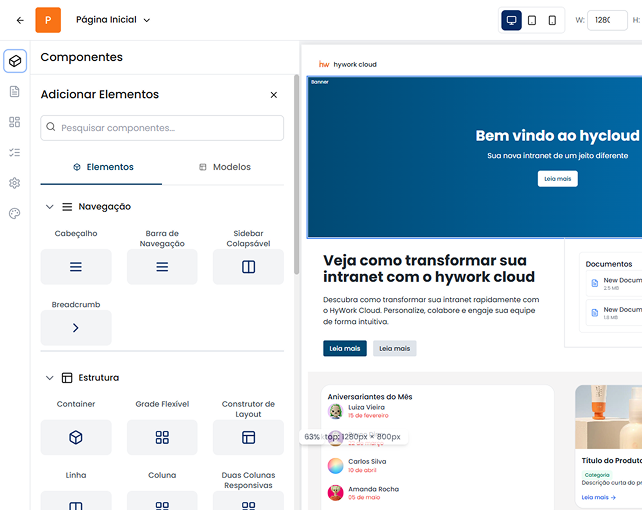 P
Página Inicial
W: 1280
H:
Componentes
Adicionar Elementos
Pesquisar componentes...
Elementos
Modelos
Navegação
Cabeçalho
Barra de
Navegação
Sidebar
Colapsável
Breadcrumb
Estrutura
Container
Grade Flexível
Construtor de
Layout
Linha
Coluna
Duas Colunas
Responsivas
hw hywork cloud
Banner
Bem vindo ao hycloud
Sua nova intranet de um jeito diferente
Leia mais
Veja como transformar sua
intranet com o hywork cloud
Descubra como transformar sua intranet rapidamente com
o HyWork Cloud. Personalize, colabore e engaje sua equipe
de forma intuitiva.
Leia mais
Leia mais
Documentos
New Docum
2.5 MB
New Docum
1.8 MB
Aniversariantes do Mês
Luiza Vieira
15 de fevereiro
63%
1280px × 800px
Carlos Silva
10 de abril
Amanda Rocha
05 de maio
Título do Produto
Categoria
Descrição curta do pr
Leia mais →